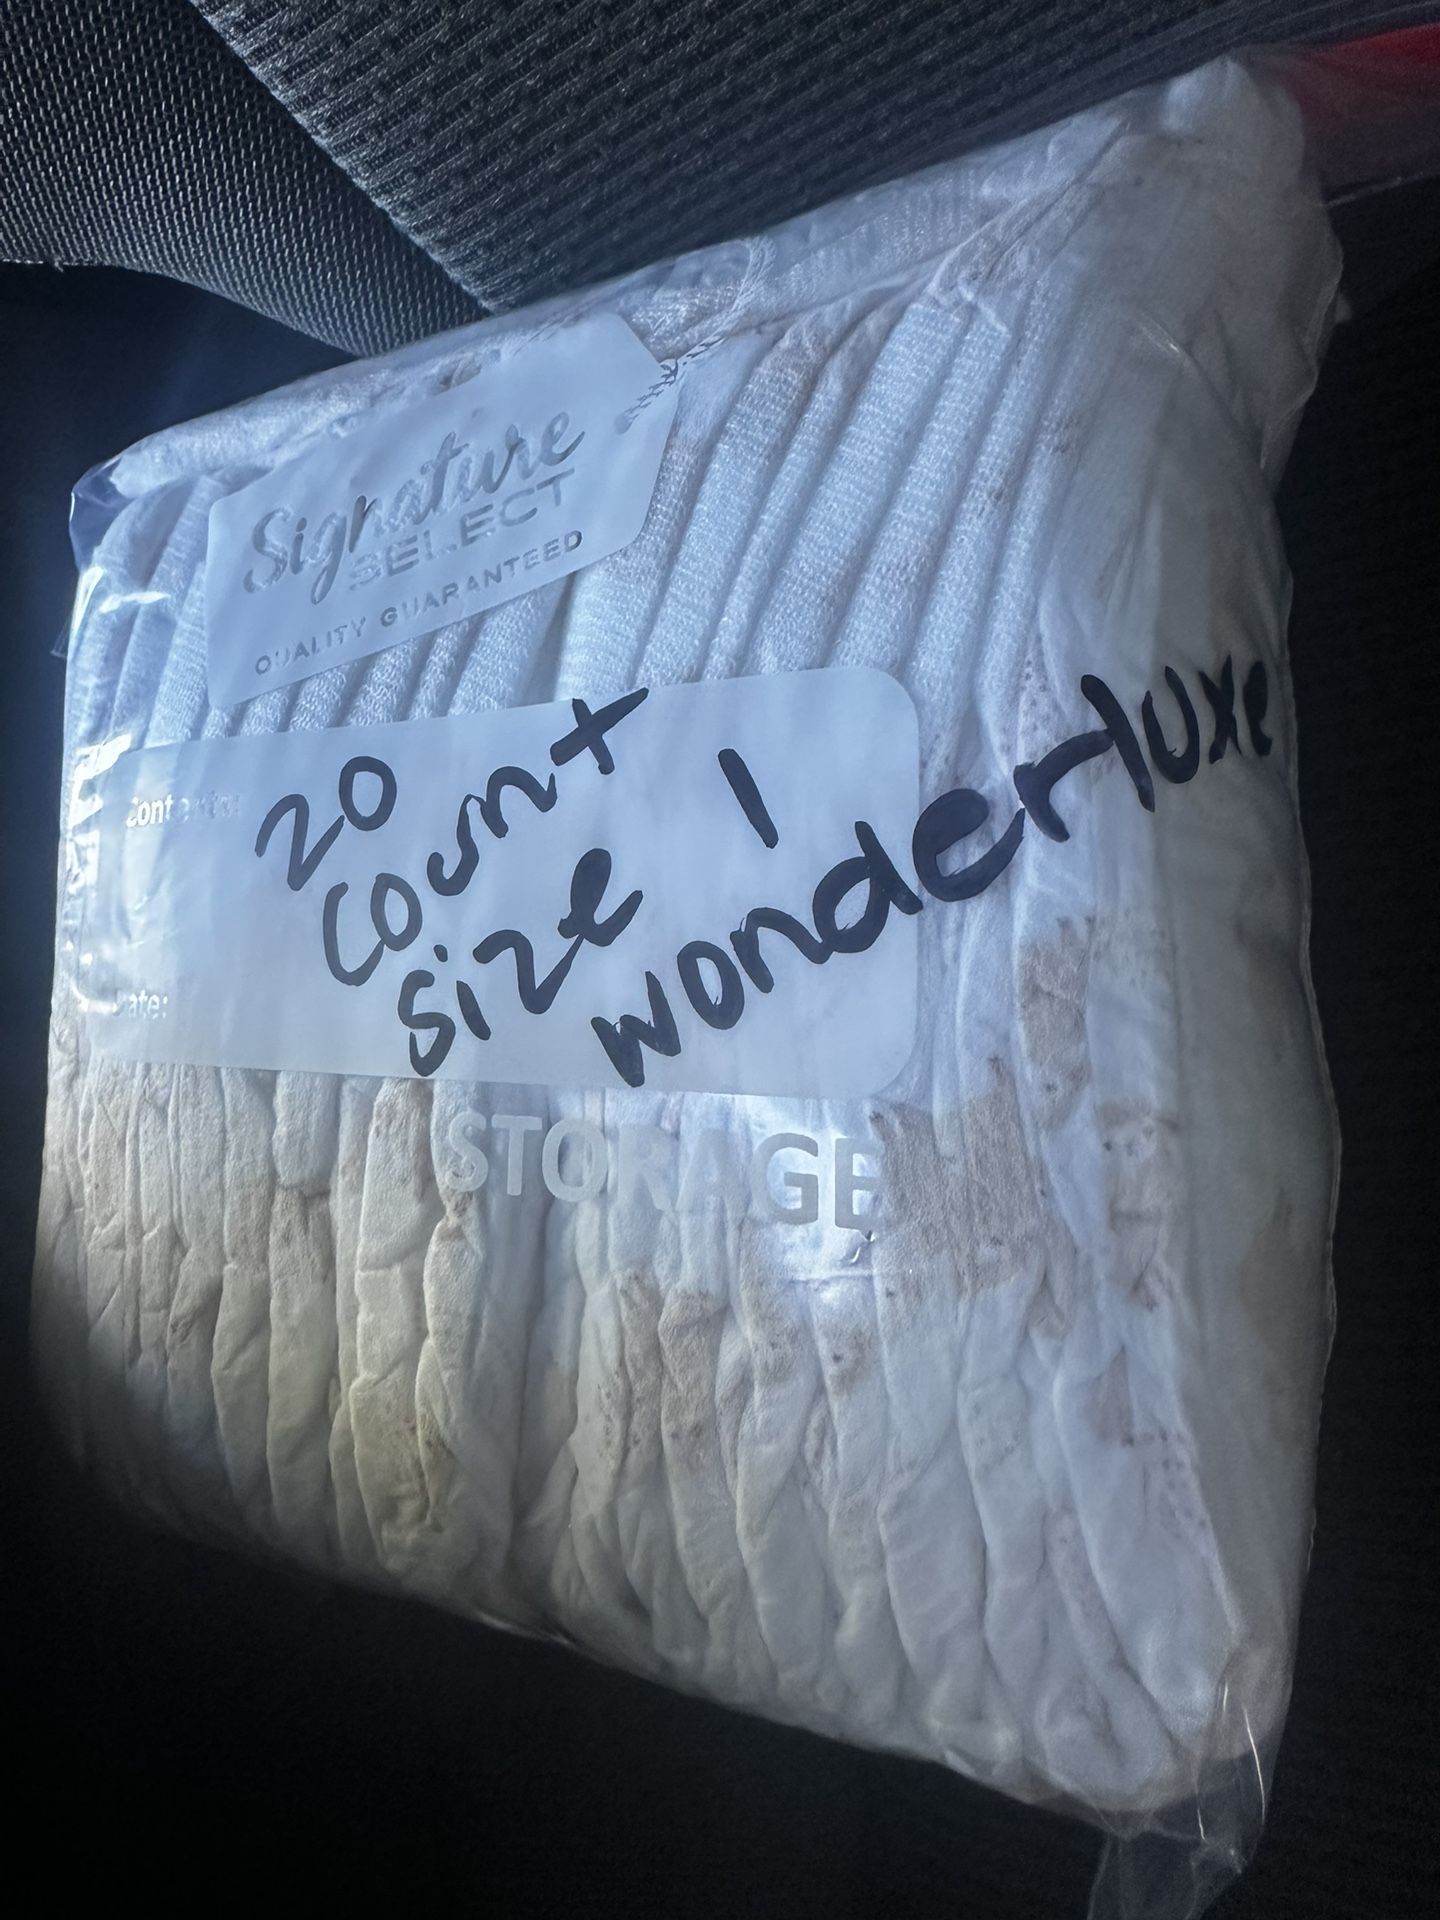 Signature
SELECT
QUALITY GUARANTEED
Contents:
20
count
size 1
wonderluxe
Date:
STORAGE